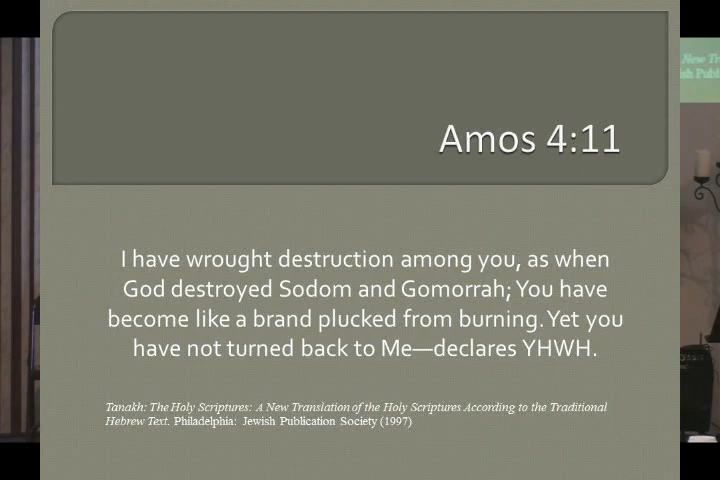 Amos 4:11
New Tr
I have wrought destruction among you, as when
God destroyed Sodom and Gomorrah; You have
become like a brand plucked from burning. Yet you
have not turned back to Me—declares YHWH.
Tanakh: The Holy Scriptures: A New Translation of the Holy Scriptures According to the Traditional
Hebrew Text. Philadelphia: Jewish Publication Society (1997)